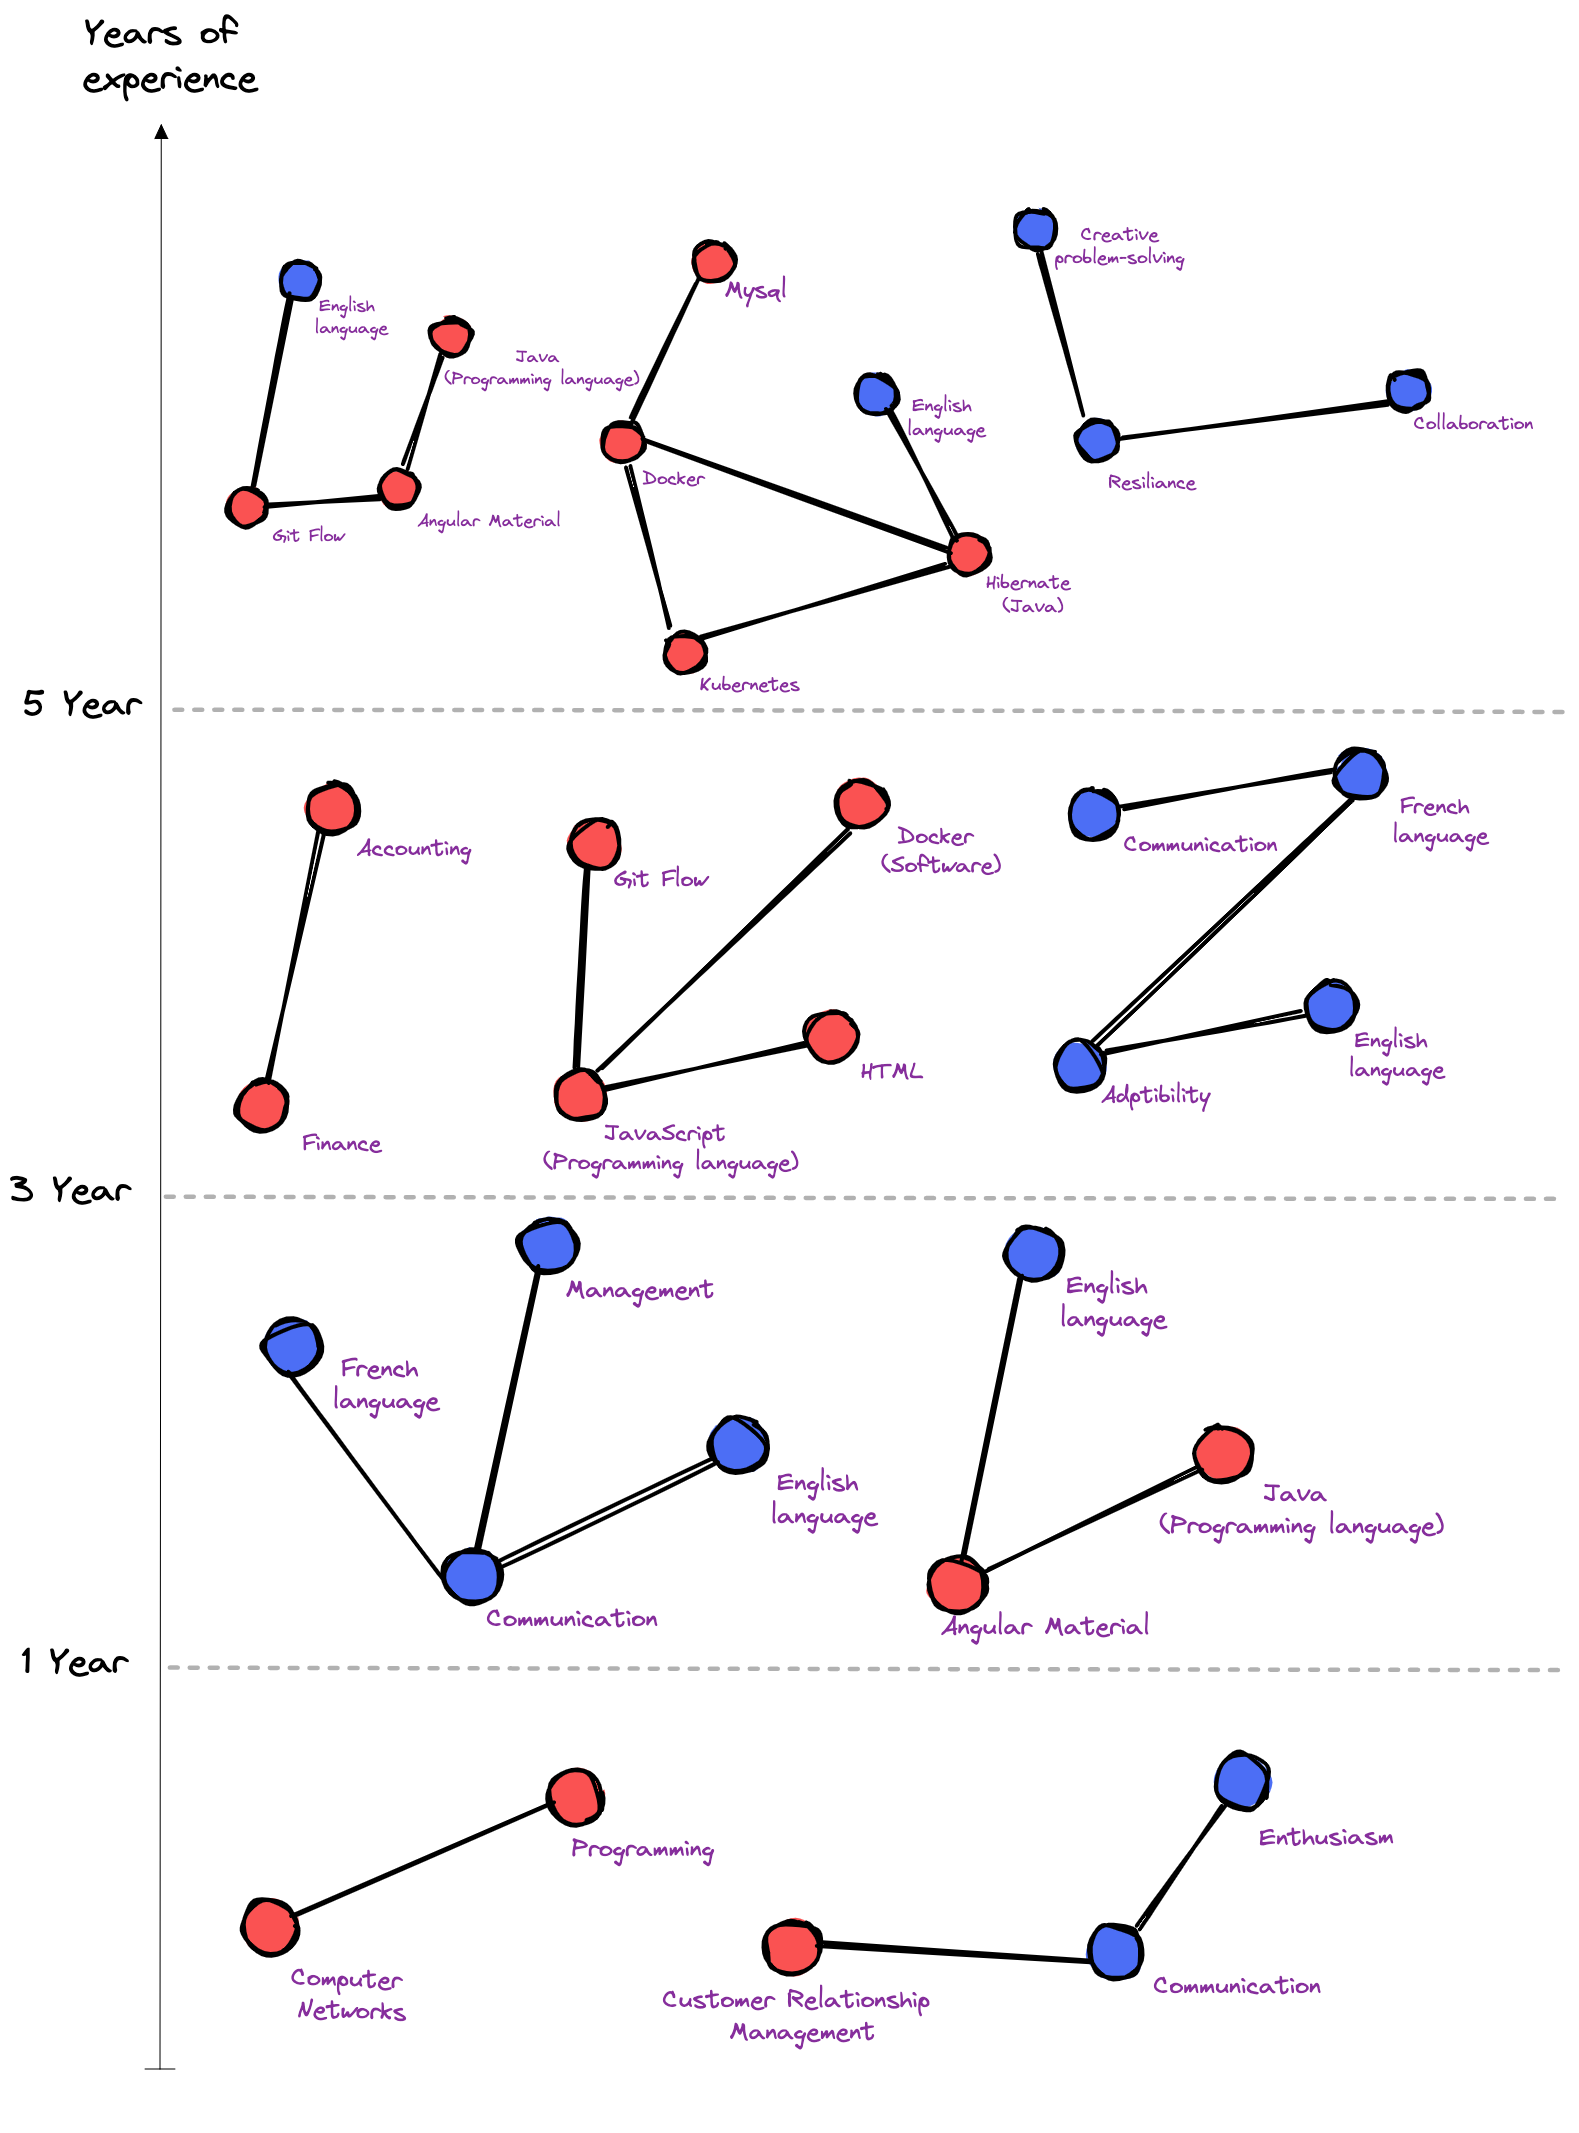 Years of
experience
Creative
problem-solving
Mysal
English
language
Java
(Programming language)
English
language
Collaboration
Docker
Resiliance
Git Flow
Angular Material
Hibernate
(Java)
Kubernetes
5 Year
Accounting
Git Flow
Docker
(Software)
Communication
French
language
HTML
English
language
Adptibility
Finance
JavaScript
(Programming language)
3 Year
Management
English
language
French
language
English
language
Java
(Programming language)
Communication
Angular Material
1 Year
Programming
Enthusiasm
Computer
Networks
Customer Relationship
Management
Communication